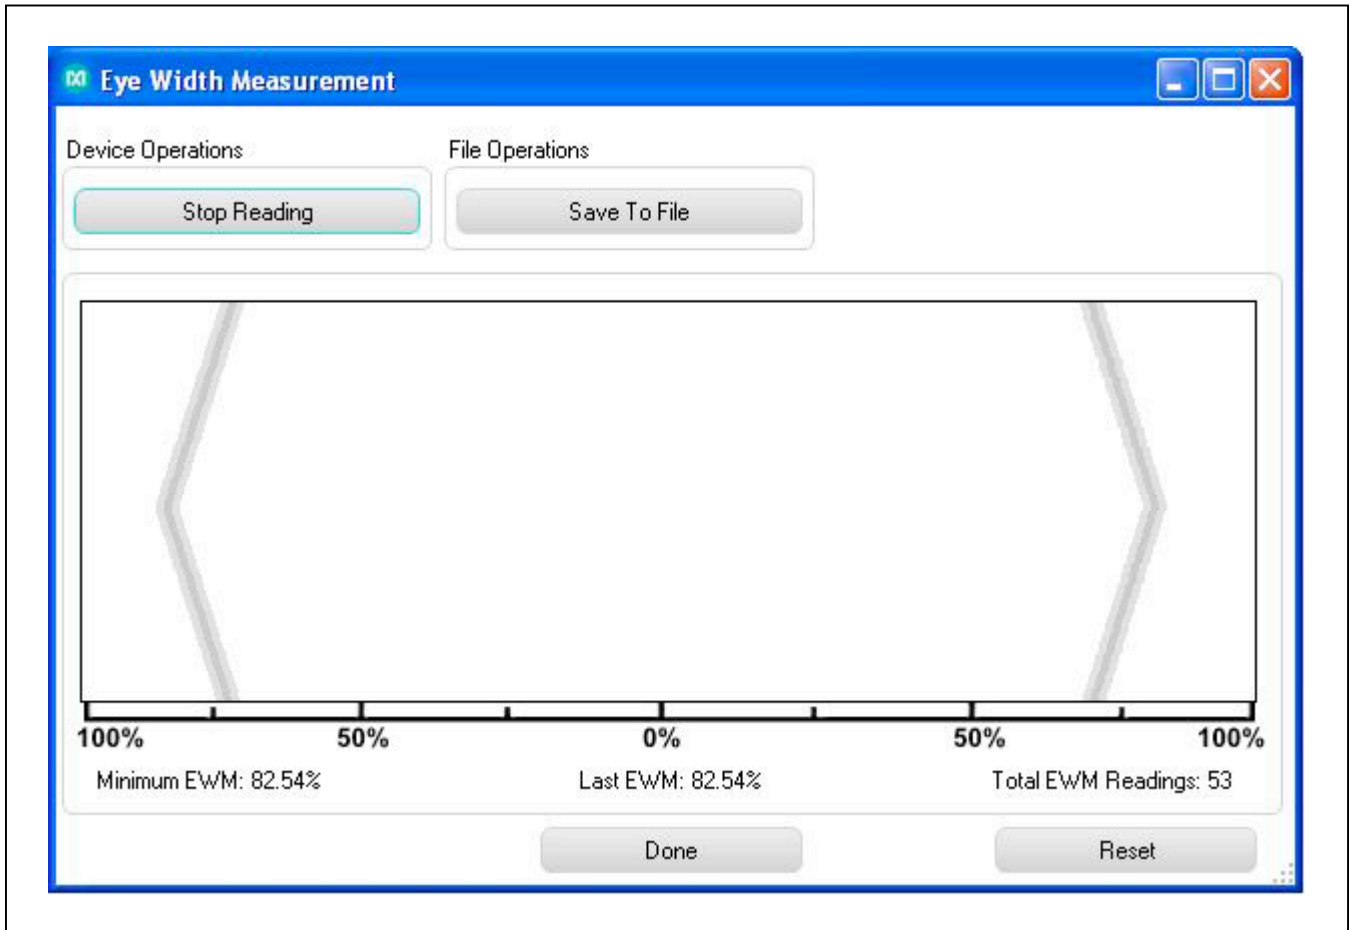 Eye Width Measurement
Device Operations File Operations
Stop Reading Save To File
100% 50% 0% 50% 100%
Minimum EWM: 82.54% Last EWM: 82.54% Total EWM Readings: 53
Done Reset